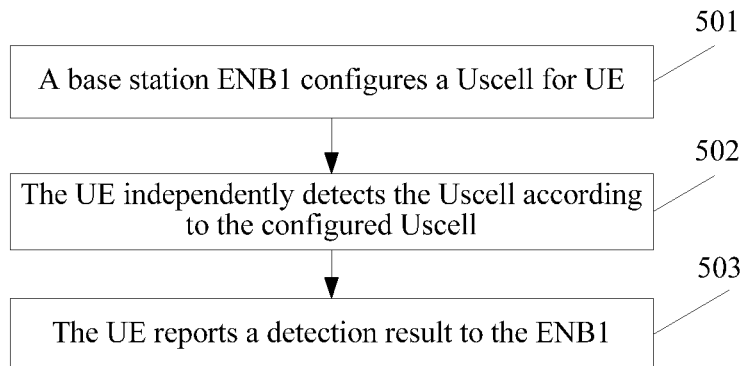 501
A base station ENB1 configures a Uscell for UE
502
The UE independently detects the Uscell according
to the configured Uscell
503
The UE reports a detection result to the ENB1